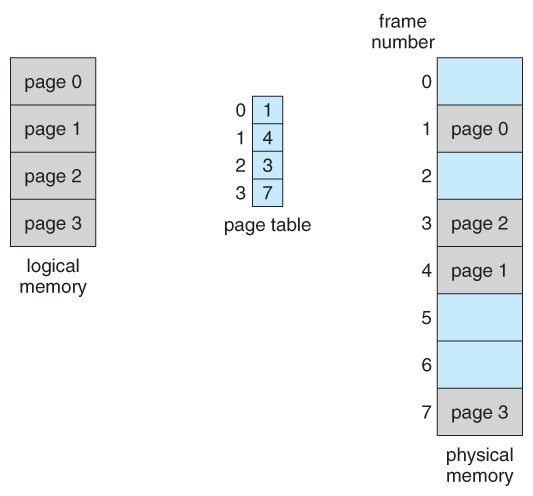 page 0
page 1
page 2
page 3
logical
memory
0 1
1 4
2 3
3 7
page table
frame
number
0
1 page 0
2
3 page 2
4 page 1
5
6
7 page 3
physical
memory